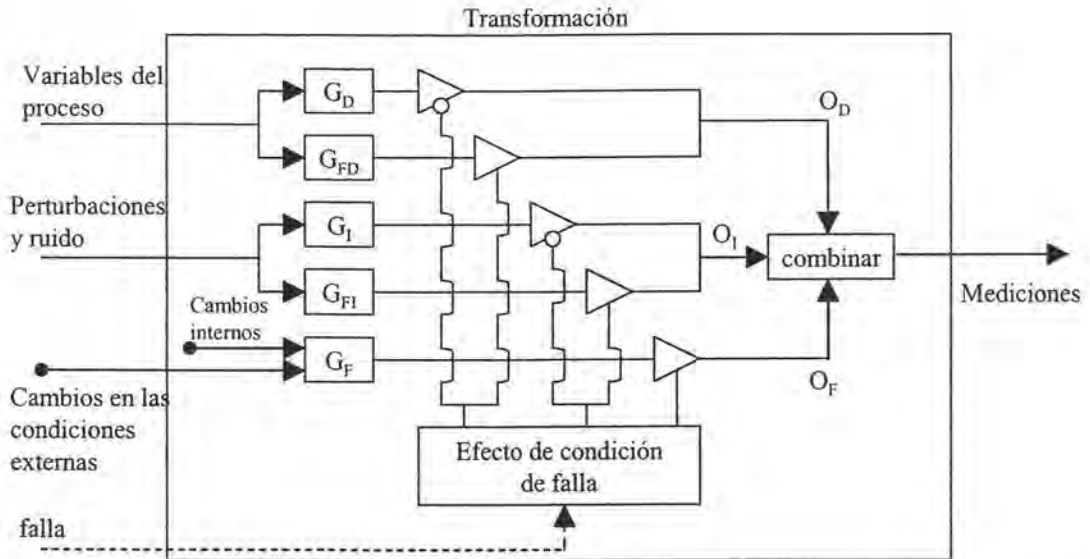 Transformación
Variables del
proceso
G_D
O_D
G_FD
Perturbaciones
y ruido
G_I
O_I
combinar
G_FI
Mediciones
Cambios
internos
G_F
O_F
Cambios en las
condiciones
externas
Efecto de condición
de falla
falla